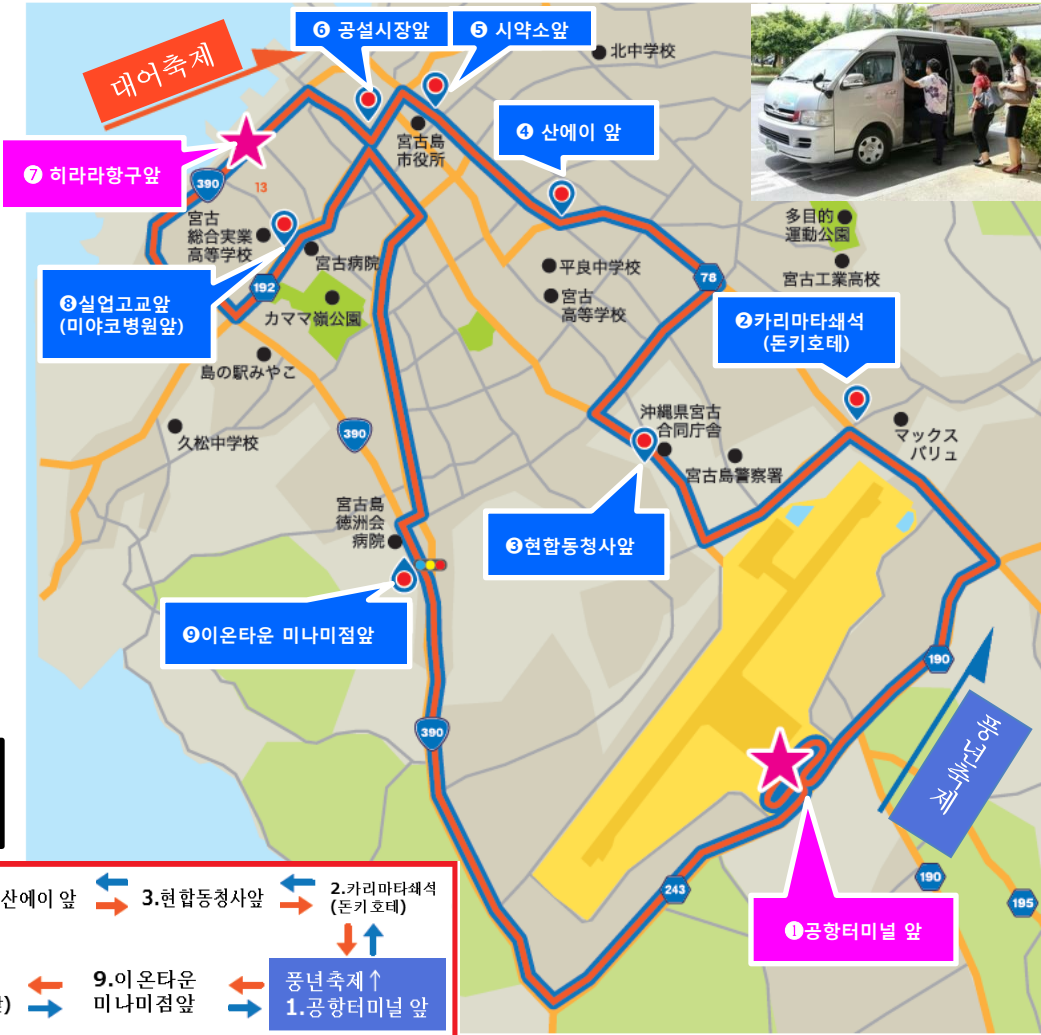 ❻ 공설시장앞
❺ 시약소앞
北中学校
대어축제
宮古島
市役所
❹ 산에이 앞
❼ 히라라항구앞
390
13
宮古
総合実業
高等学校
宮古病院
多目的
運動公園
宮古工業高校
平良中学校
宮古
高等学校
78
192
カママ嶺公園
❽실업고교앞
(미야코병원앞)
❷카리마타쇄석
(돈키호테)
島の駅みやこ
久松中学校
390
沖縄県宮古
合同庁舎
マックス
バリュ
宮古島警察署
宮古島
徳洲会
病院
❸현합동청사앞
❾이온타운 미나미점앞
190
390
풍년축제
243
190
195
❶공항터미널 앞
산에이 앞
3.현합동청사앞
2.카리마타쇄석
(돈키호테)
9.이온타운
미나미점앞
풍년축제↑
1.공항터미널 앞